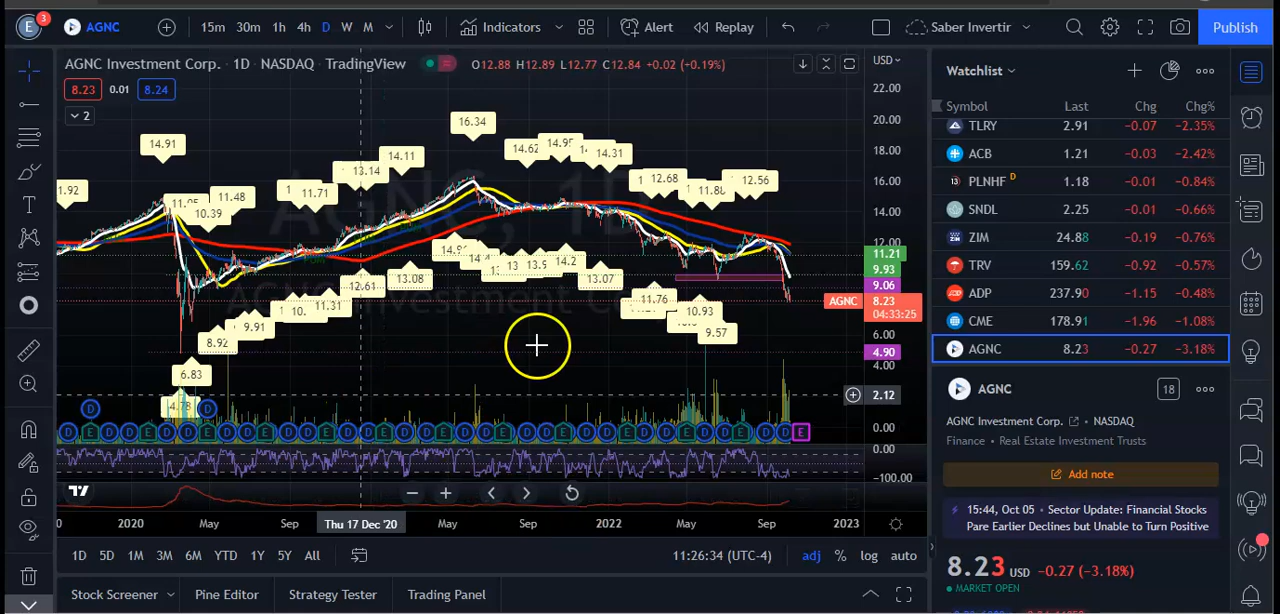 E 3 AGNC 15m 30m 1h 4h D W M Indicators Alert Replay Saber Invertir Publish
AGNC Investment Corp. · 1D · NASDAQ · TradingView O12.88 H12.89 L12.77 C12.84 +0.02 (+0.19%) USD
8.23 0.01 8.24
2
22.00
20.00
18.00
16.00
14.00
12.00
11.21
9.93
9.06
AGNC 8.23
04:33:25
6.00
4.90
4.00
2.12
0.00
0.00
−100.00
14.91
11.48
10.39
11.71
13.14
14.11
16.34
14.62
14.31
12.68
12.56
6.83
8.92
9.91
11.31
12.61
13.08
13.07
11.76
10.93
9.57
4.78
AGNC, 1D
AGNC Investment Corp.
2020 May Sep Thu 17 Dec '20 May Sep 2022 May Sep 2023
1D 5D 1M 3M 6M YTD 1Y 5Y All 11:26:34 (UTC-4) adj % log auto
Stock Screener Pine Editor Strategy Tester Trading Panel
Watchlist
Symbol Last Chg Chg%
TLRY 2.91 −0.07 −2.35%
ACB 1.21 −0.03 −2.42%
PLNHF D 1.18 −0.01 −0.84%
SNDL 2.25 −0.01 −0.66%
ZIM 24.88 −0.19 −0.76%
TRV 159.62 −0.92 −0.57%
ADP 237.90 −1.15 −0.48%
CME 178.91 −1.96 −1.08%
AGNC 8.23 −0.27 −3.18%
AGNC 18
AGNC Investment Corp. · NASDAQ
Finance · Real Estate Investment Trusts
Add note
15:44, Oct 05 · Sector Update: Financial Stocks
Pare Earlier Declines but Unable to Turn Positive
8.23 USD −0.27 (−3.18%)
MARKET OPEN